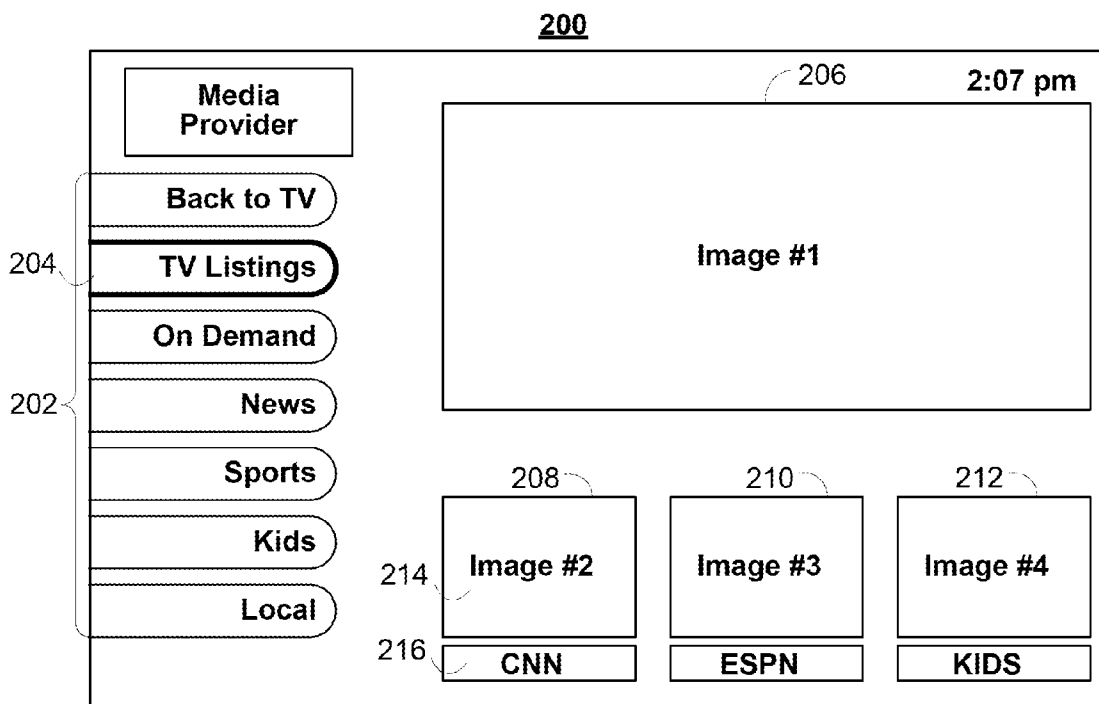 200
206
2:07 pm
Media
Provider
Back to TV
204
TV Listings
Image #1
On Demand
202
News
Sports
208
210
212
Kids
214
Image #2
Image #3
Image #4
Local
216
CNN
ESPN
KIDS